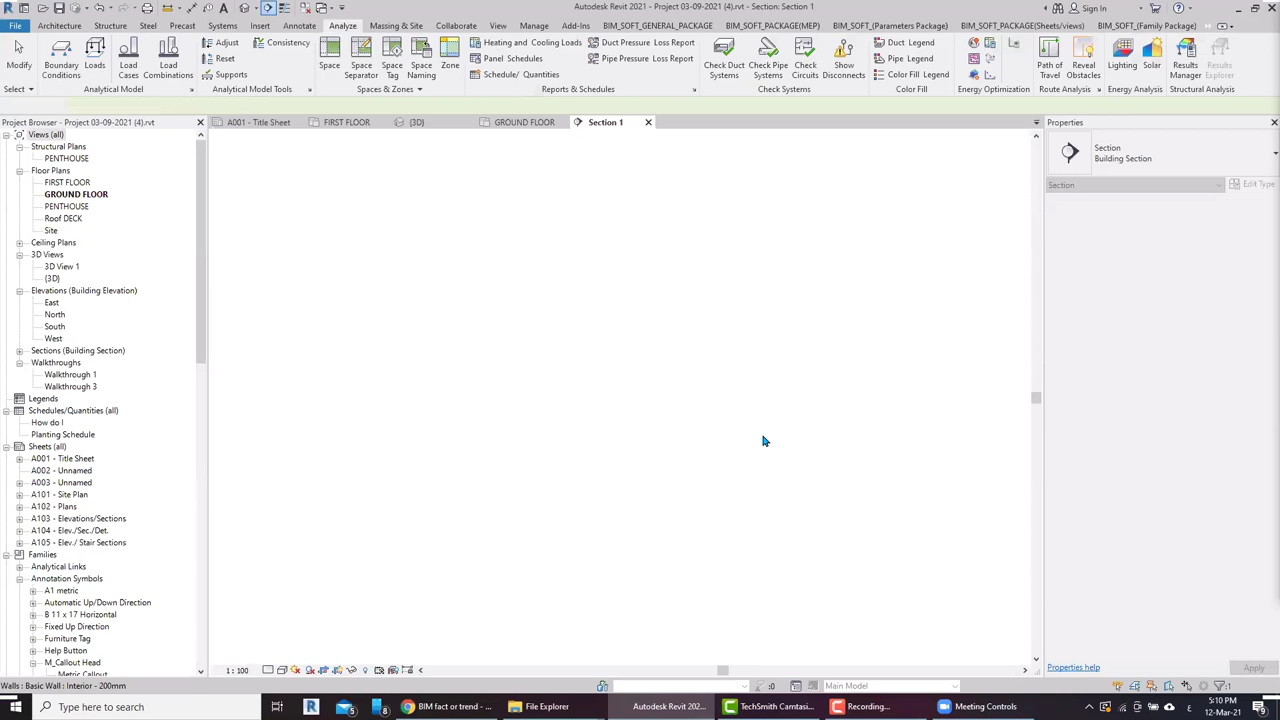 Autodesk Revit 2021 - Project 03-09-2021 (4).rvt - Section: Section 1
Sign In
File Architecture Structure Steel Precast Systems Insert Annotate Analyze Massing & Site Collaborate View Manage Add-Ins BIM_SOFT_GENERAL_PACKAGE BIM_SOFT_PACKAGE(MEP) BIM_SOFT_(Parameters Package) BIM_SOFT_PACKAGE(Sheets/views) BIM_SOFT_(Family Package) Modify
Modify
Select
Boundary Conditions
Loads
Load Cases
Load Combinations
Analytical Model
Adjust
Reset
Supports
Consistency
Analytical Model Tools
Space
Space Separator
Space Tag
Space Naming
Zone
Spaces & Zones
Heating and Cooling Loads
Panel Schedules
Schedule/ Quantities
Duct Pressure Loss Report
Pipe Pressure Loss Report
Reports & Schedules
Check Duct Systems
Check Pipe Systems
Check Circuits
Show Disconnects
Check Systems
Duct Legend
Pipe Legend
Color Fill Legend
Color Fill
Energy Optimization
Path of Travel
Reveal Obstacles
Route Analysis
Lighting
Solar
Energy Analysis
Results Manager
Results Explorer
Structural Analysis
Project Browser - Project 03-09-2021 (4).rvt
A001 - Title Sheet
FIRST FLOOR
{3D}
GROUND FLOOR
Section 1
Properties
Views (all)
Structural Plans
PENTHOUSE
Floor Plans
FIRST FLOOR
GROUND FLOOR
PENTHOUSE
Roof DECK
Site
Ceiling Plans
3D Views
3D View 1
{3D}
Elevations (Building Elevation)
East
North
South
West
Sections (Building Section)
Walkthroughs
Walkthrough 1
Walkthrough 3
Legends
Schedules/Quantities (all)
How do I
Planting Schedule
Sheets (all)
A001 - Title Sheet
A002 - Unnamed
A003 - Unnamed
A101 - Site Plan
A102 - Plans
A103 - Elevations/Sections
A104 - Elev./Sec./Det.
A105 - Elev./ Stair Sections
Families
Analytical Links
Annotation Symbols
A1 metric
Automatic Up/Down Direction
B 11 x 17 Horizontal
Fixed Up Direction
Furniture Tag
Help Button
M_Callout Head
Metric Callout
Section
Building Section
Section
Edit Type
Properties help
Apply
1 : 100
Walls : Basic Wall : Interior - 200mm
:0
Main Model
:1
Type here to search
BIM fact or trend - ...
File Explorer
Autodesk Revit 202...
TechSmith Camtasi...
Recording...
Meeting Controls
5:10 PM
12-Mar-21